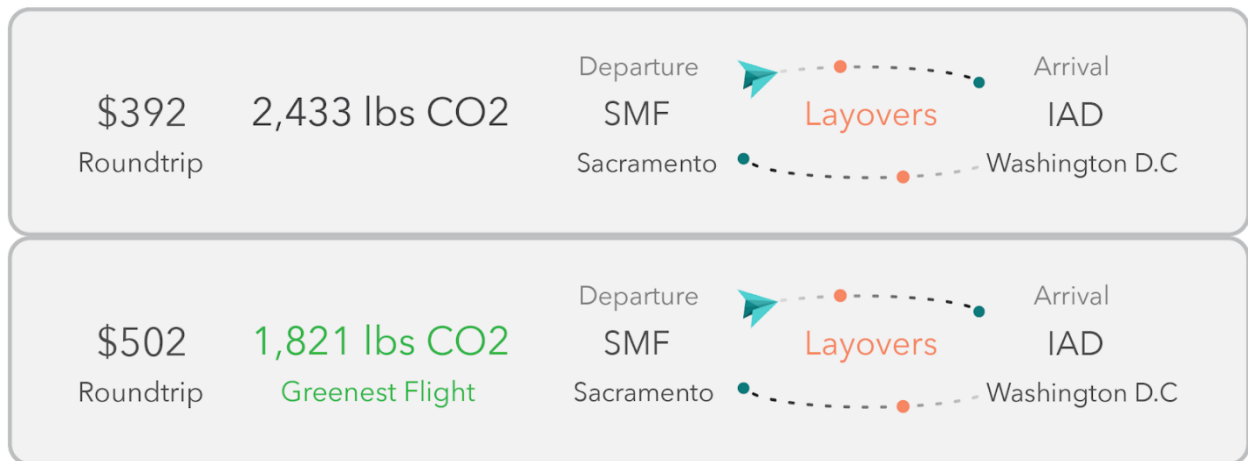 Departure Arrival
$392 2,433 lbs CO2 SMF Layovers IAD
Roundtrip Sacramento Washington D.C
Departure Arrival
$502 1,821 lbs CO2 SMF Layovers IAD
Roundtrip Greenest Flight Sacramento Washington D.C